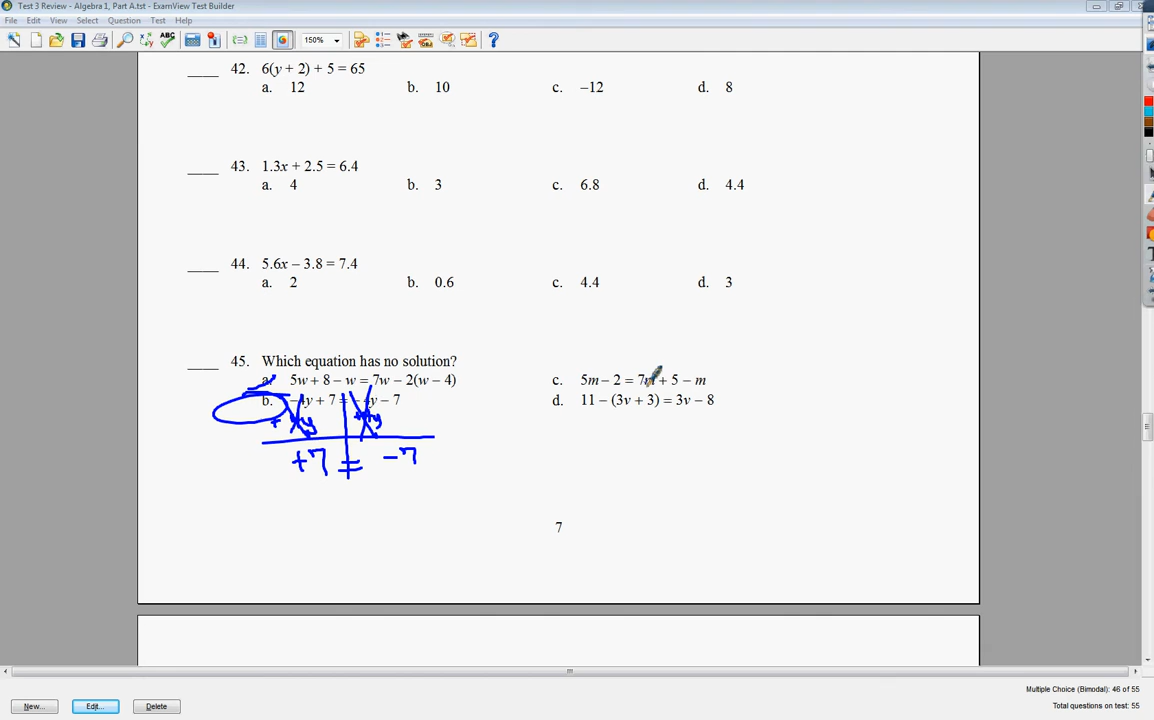 Test 3 Review - Algebra 1, Part A.tst - ExamView Test Builder
File Edit View Select Question Test Help
ABC 150% ?
____ 42. 6(y + 2) + 5 = 65
a. 12 b. 10 c. –12 d. 8
____ 43. 1.3x + 2.5 = 6.4
a. 4 b. 3 c. 6.8 d. 4.4
____ 44. 5.6x – 3.8 = 7.4
a. 2 b. 0.6 c. 4.4 d. 3
____ 45. Which equation has no solution?
a. 5w + 8 – w = 7w – 2(w – 4) c. 5m – 2 = 7m + 5 – m
b. –4y + 7 = –4y – 7 d. 11 – (3v + 3) = 3v – 8
+7 = -7
7
New... Edit... Delete
Multiple Choice (Bimodal): 46 of 55
Total questions on test: 55